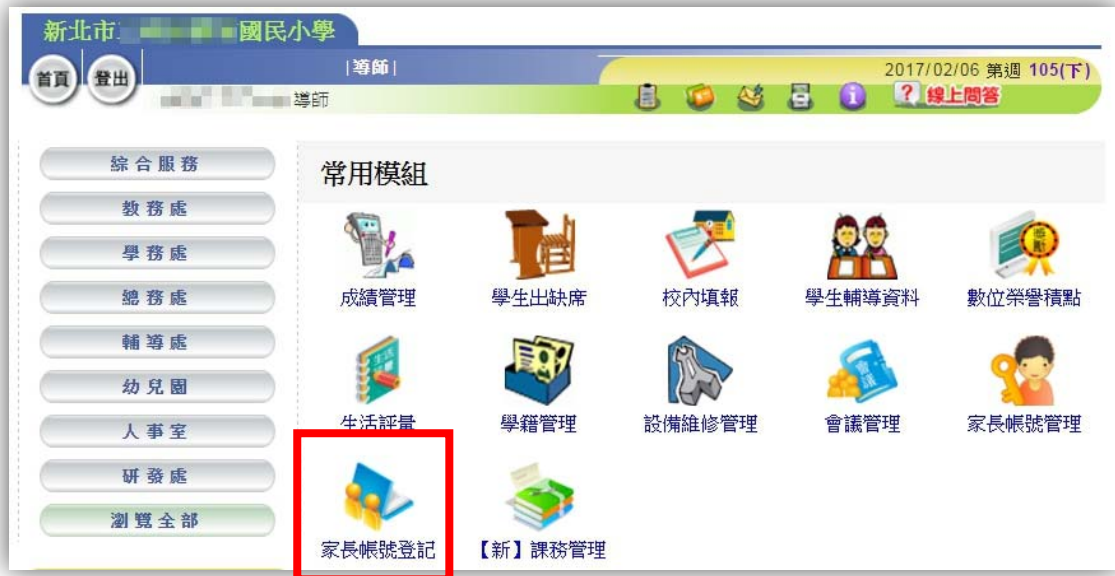 新北市 國民小學
首頁 登出
|導師|
2017/02/06 第週 105(下)
導師
? 線上問答
綜合服務
教務處
學務處
總務處
輔導處
幼兒園
人事室
研發處
瀏覽全部
常用模組
成績管理 學生出缺席 校內填報 學生輔導資料 數位榮譽積點
生活評量 學籍管理 設備維修管理 會議管理 家長帳號管理
家長帳號登記 【新】課務管理